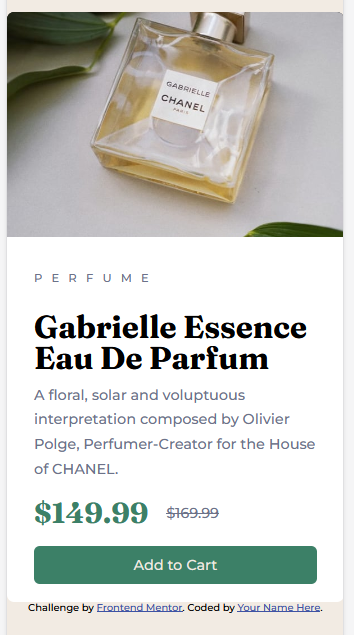 GABRIELLE
CHANEL
PARIS
PERFUME
Gabrielle Essence
Eau De Parfum
A floral, solar and voluptuous
interpretation composed by Olivier
Polge, Perfumer-Creator for the House
of CHANEL.
$149.99 $169.99
Add to Cart
Challenge by Frontend Mentor. Coded by Your Name Here.